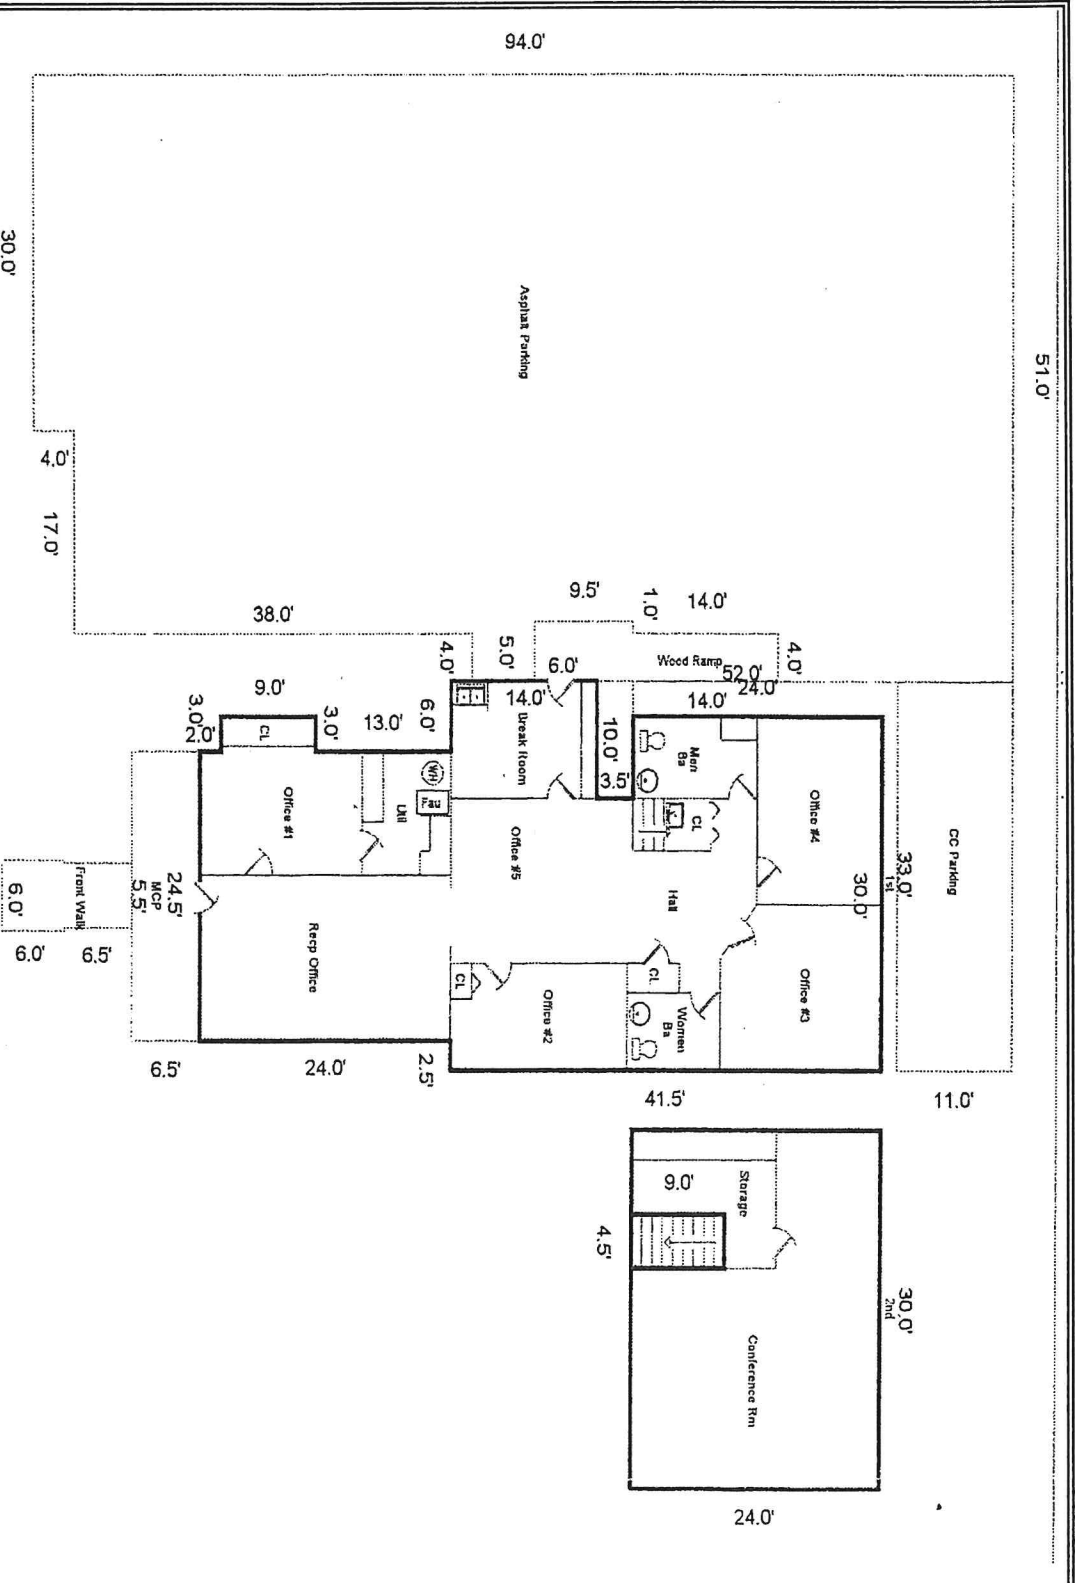 94.0'
51.0'
30.0'
Asphalt Parking
4.0'
17.0'
38.0'
9.5'
1.0'
14.0'
4.0'
Wood Ramp
52.0'
24.0'
4.0'
5.0'
6.0'
14.0'
14.0'
9.0'
3.0'
2.0'
3.0'
13.0'
6.0'
10.0'
3.5'
CL
Break Room
Men
Ba
WH
Fau
Util
Office #1
Office #5
CL
Office #4
CC Parking
33.0'
1st
30.0'
Hall
24.5'
MCP
5.5'
Front Walk
6.0'
6.0'
6.5'
Recp Office
CL
Office #2
CL
Women
Ba
Office #3
6.5'
24.0'
2.5'
41.5'
11.0'
9.0'
Storage
4.5'
30.0'
2nd
Conference Rm
24.0'